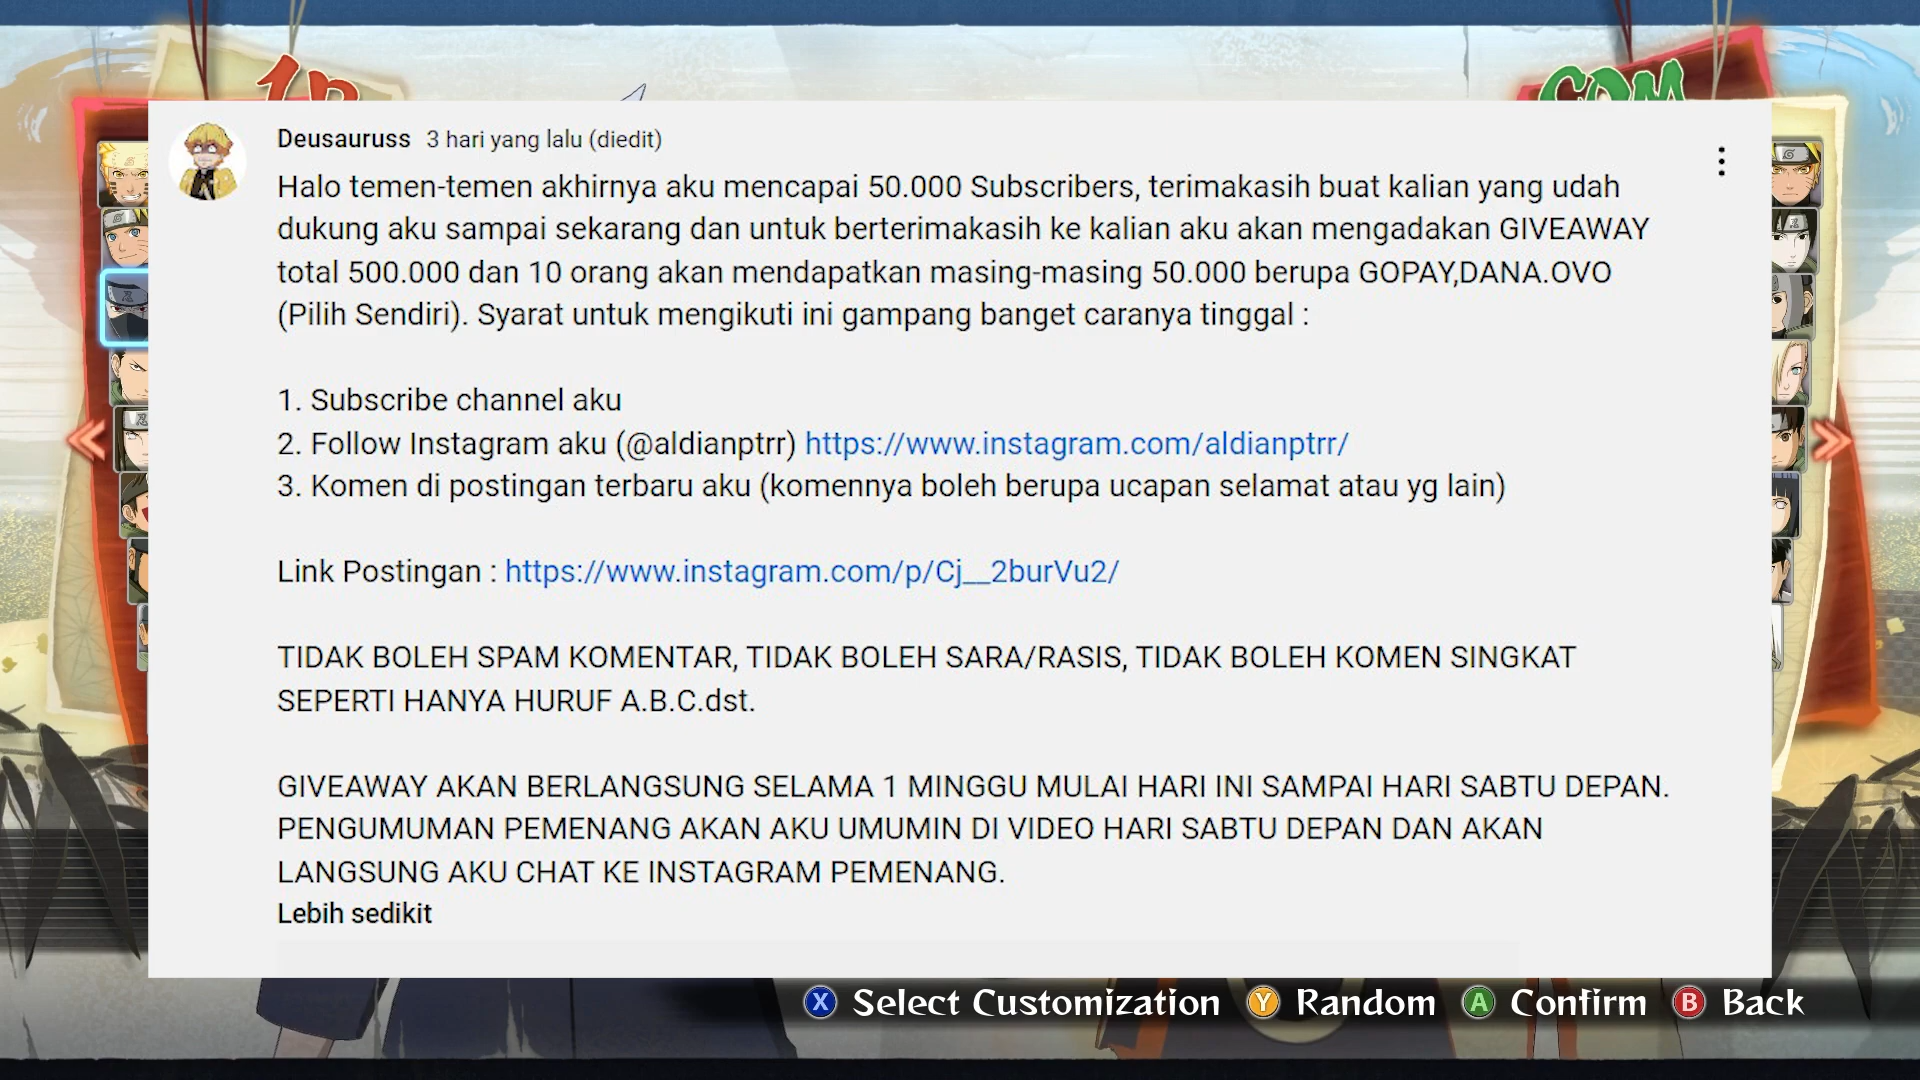 1P
COM
Deusauruss 3 hari yang lalu (diedit)
Halo temen-temen akhirnya aku mencapai 50.000 Subscribers, terimakasih buat kalian yang udah
dukung aku sampai sekarang dan untuk berterimakasih ke kalian aku akan mengadakan GIVEAWAY
total 500.000 dan 10 orang akan mendapatkan masing-masing 50.000 berupa GOPAY,DANA.OVO
(Pilih Sendiri). Syarat untuk mengikuti ini gampang banget caranya tinggal :
1. Subscribe channel aku
2. Follow Instagram aku (@aldianptrr) https://www.instagram.com/aldianptrr/
3. Komen di postingan terbaru aku (komennya boleh berupa ucapan selamat atau yg lain)
Link Postingan : https://www.instagram.com/p/Cj__2burVu2/
TIDAK BOLEH SPAM KOMENTAR, TIDAK BOLEH SARA/RASIS, TIDAK BOLEH KOMEN SINGKAT
SEPERTI HANYA HURUF A.B.C.dst.
GIVEAWAY AKAN BERLANGSUNG SELAMA 1 MINGGU MULAI HARI INI SAMPAI HARI SABTU DEPAN.
PENGUMUMAN PEMENANG AKAN AKU UMUMIN DI VIDEO HARI SABTU DEPAN DAN AKAN
LANGSUNG AKU CHAT KE INSTAGRAM PEMENANG.
Lebih sedikit
X Select Customization Y Random A Confirm B Back